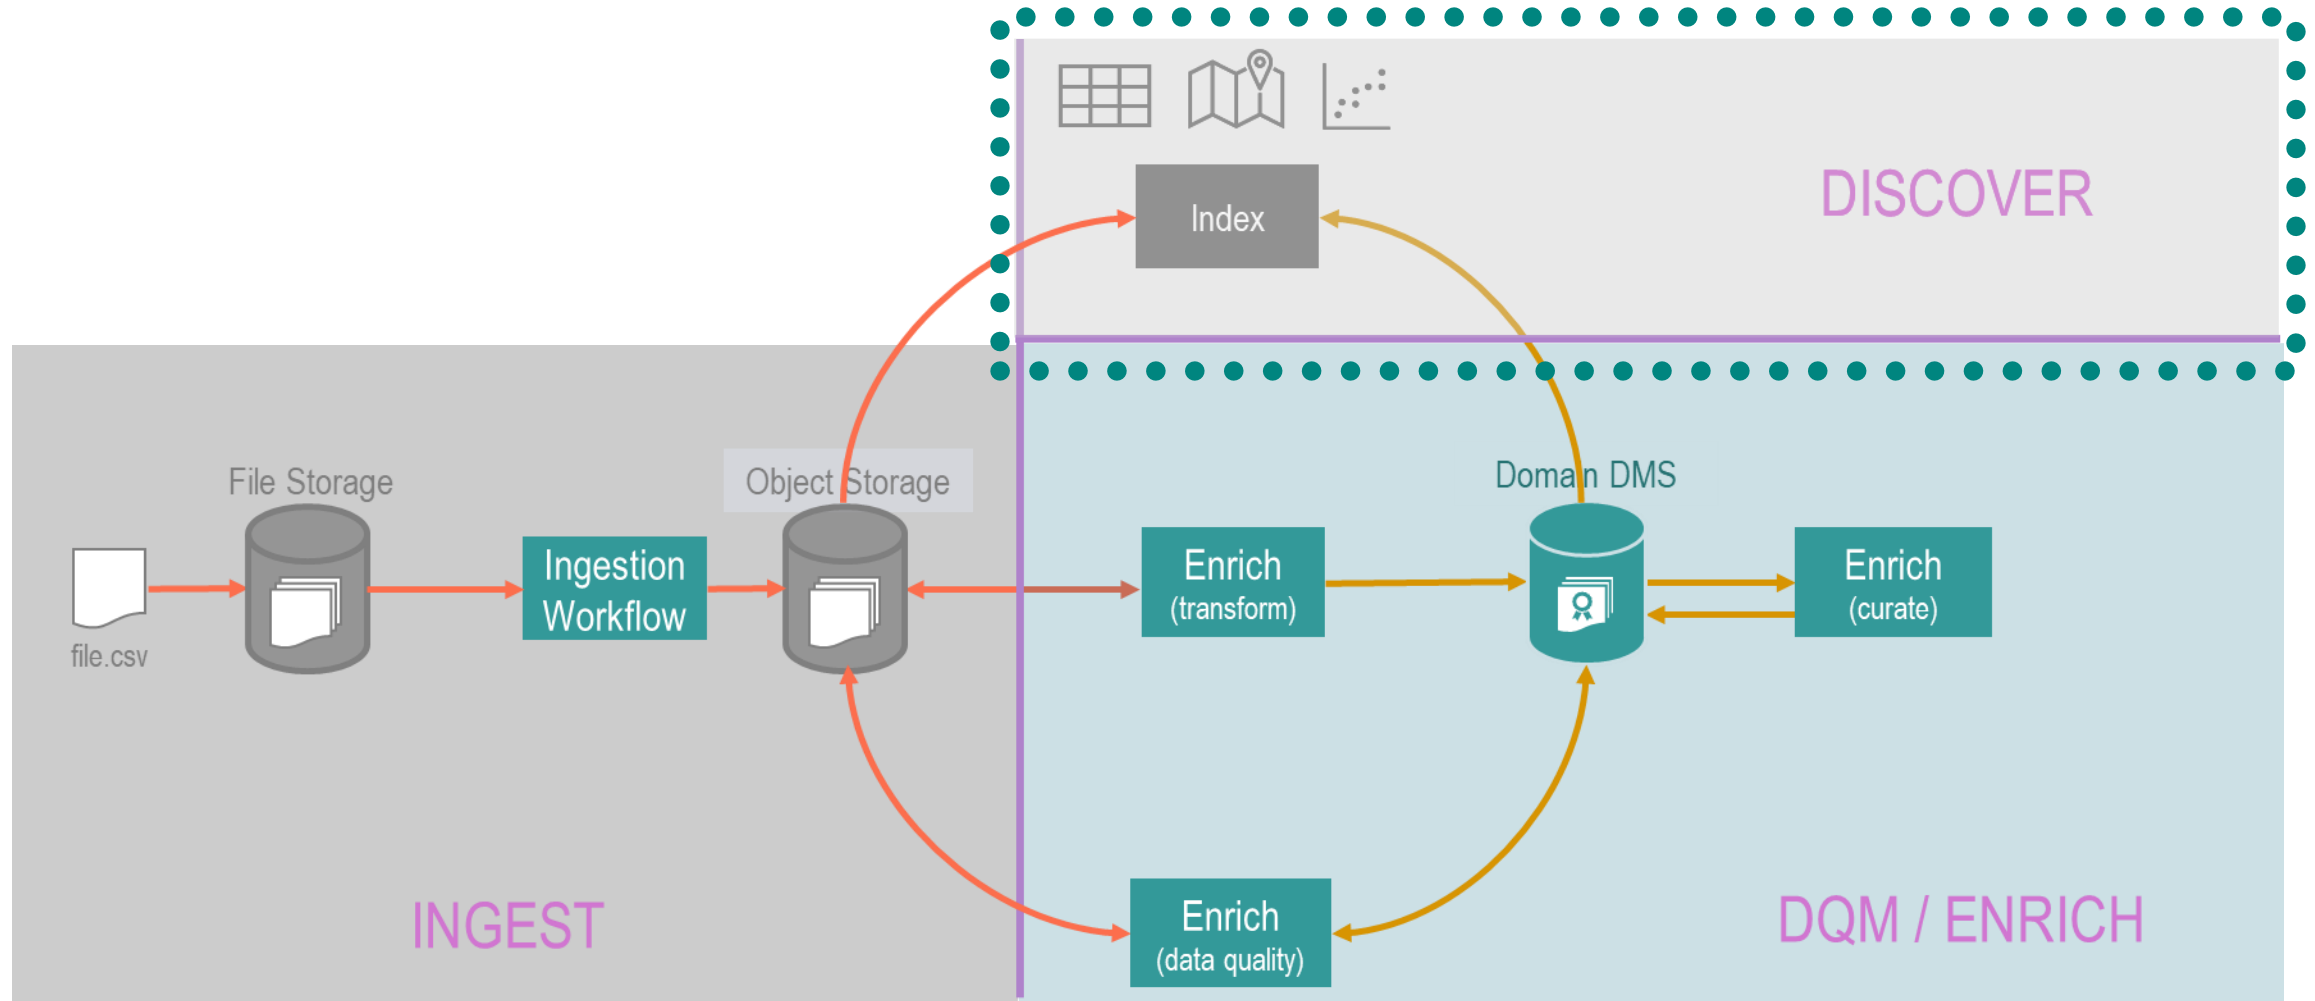 DISCOVER
Index
File Storage
Object Storage
Domain DMS
Ingestion
Workflow
Enrich
(transform)
Enrich
(curate)
file.csv
INGEST
Enrich
(data quality)
DQM / ENRICH